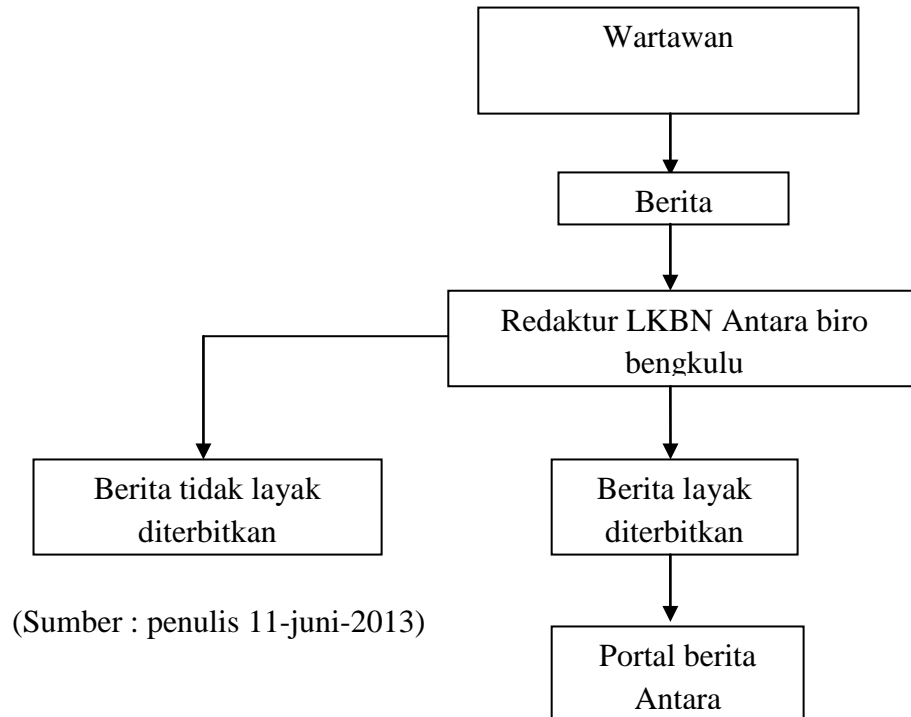 Wartawan
Berita
Redaktur LKBN Antara biro
bengkulu
Berita tidak layak
diterbitkan
Berita layak
diterbitkan
(Sumber : penulis 11-juni-2013)
Portal berita
Antara